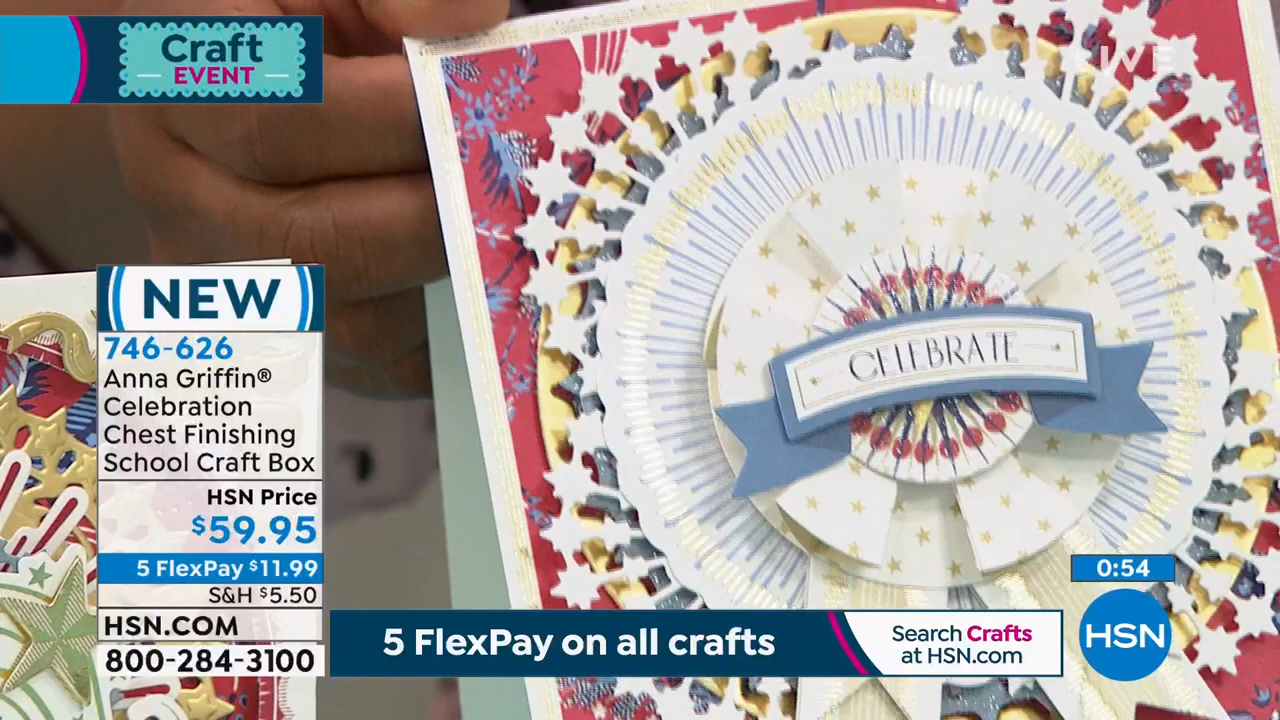 Craft
EVENT
LIVE
CELEBRATE
NEW
746-626
Anna Griffin®
Celebration
Chest Finishing
School Craft Box
HSN Price
$59.95
5 FlexPay $11.99
S&H $5.50
HSN.COM
800-284-3100
5 FlexPay on all crafts
Search Crafts
at HSN.com
0:54
HSN